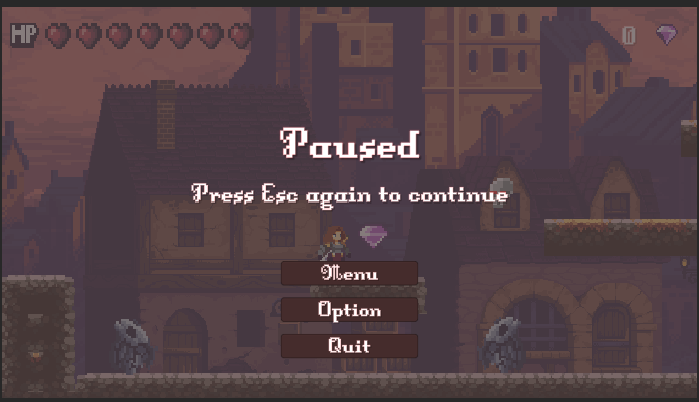 HP 0
Paused
Press Esc again to continue
Menu
Option
Quit